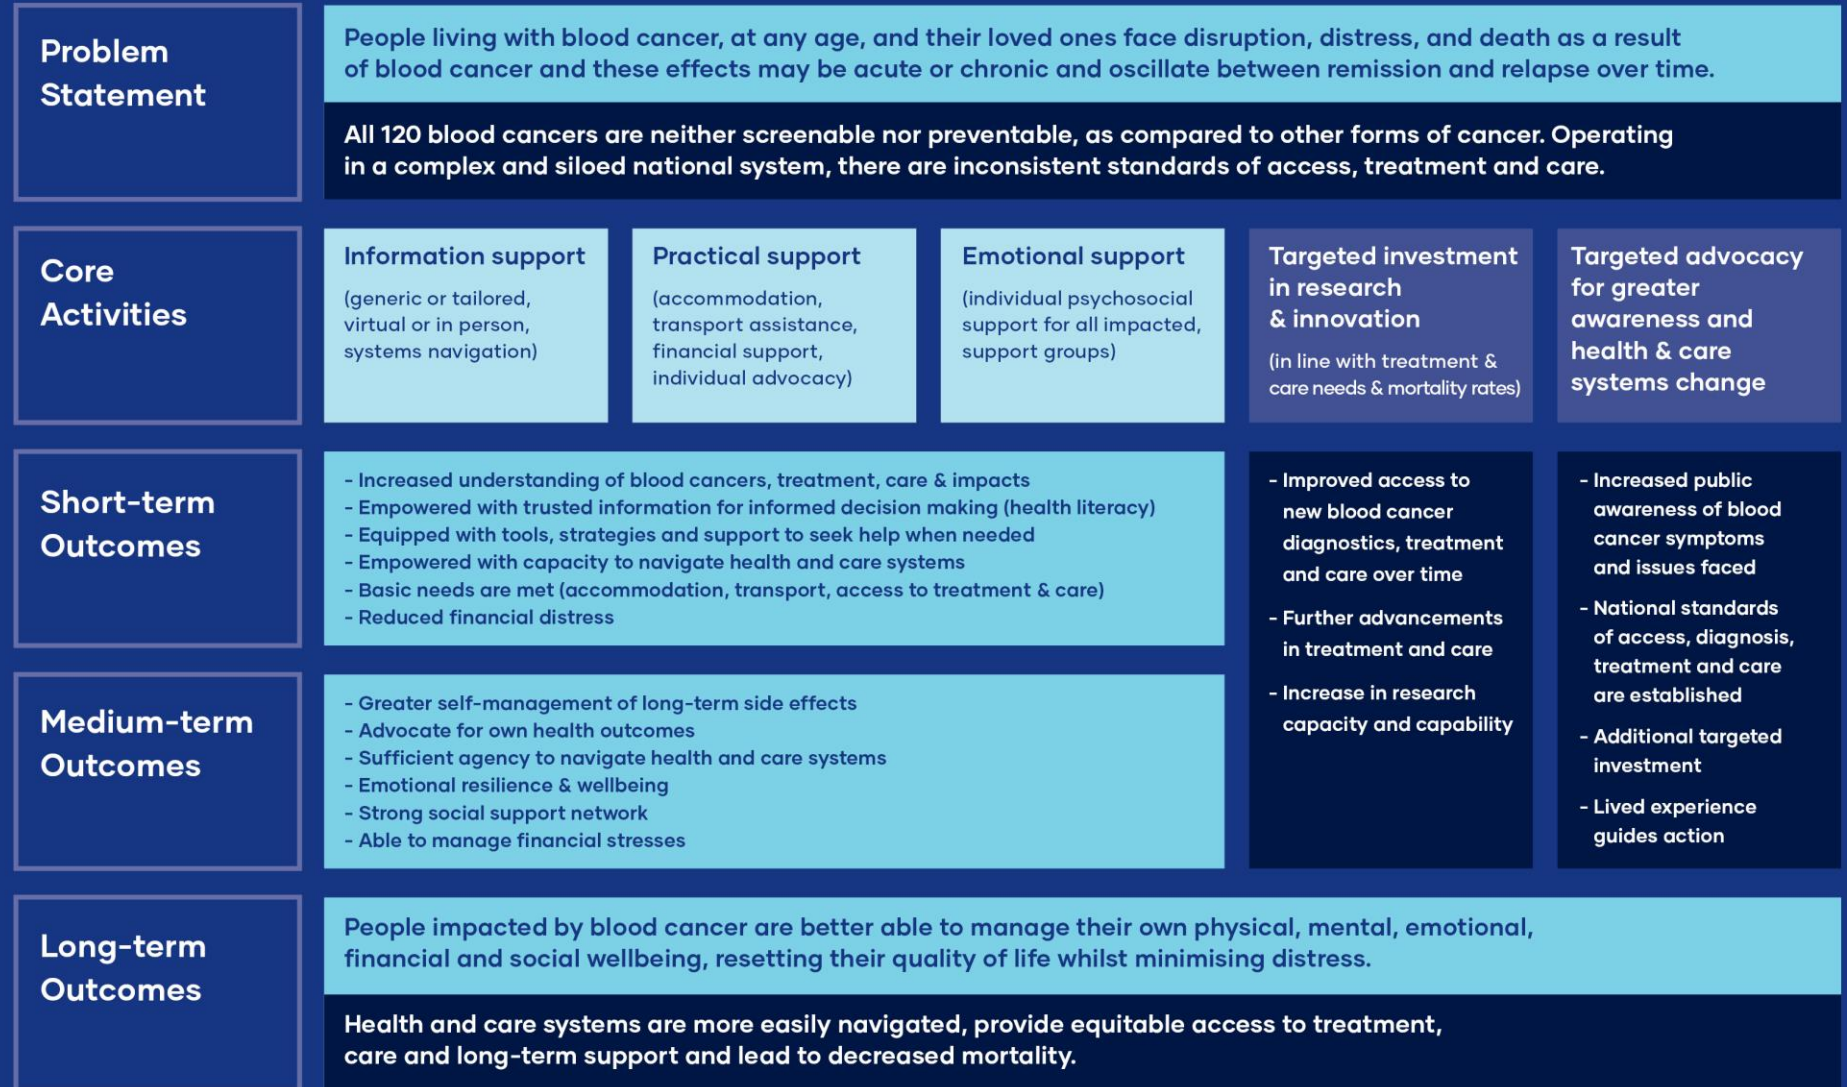 Problem
Statement
People living with blood cancer, at any age, and their loved ones face disruption, distress, and death as a result
of blood cancer and these effects may be acute or chronic and oscillate between remission and relapse over time.
All 120 blood cancers are neither screenable nor preventable, as compared to other forms of cancer. Operating
in a complex and siloed national system, there are inconsistent standards of access, treatment and care.
Core
Activities
Information support
(generic or tailored,
virtual or in person,
systems navigation)
Practical support
(accommodation,
transport assistance,
financial support,
individual advocacy)
Emotional support
(individual psychosocial
support for all impacted,
support groups)
Targeted investment
in research
& innovation
(in line with treatment &
care needs & mortality rates)
Targeted advocacy
for greater
awareness and
health & care
systems change
Short-term
Outcomes
- Increased understanding of blood cancers, treatment, care & impacts
- Empowered with trusted information for informed decision making (health literacy)
- Equipped with tools, strategies and support to seek help when needed
- Empowered with capacity to navigate health and care systems
- Basic needs are met (accommodation, transport, access to treatment & care)
- Reduced financial distress
Medium-term
Outcomes
- Greater self-management of long-term side effects
- Advocate for own health outcomes
- Sufficient agency to navigate health and care systems
- Emotional resilience & wellbeing
- Strong social support network
- Able to manage financial stresses
- Improved access to
new blood cancer
diagnostics, treatment
and care over time
- Further advancements
in treatment and care
- Increase in research
capacity and capability
- Increased public
awareness of blood
cancer symptoms
and issues faced
- National standards
of access, diagnosis,
treatment and care
are established
- Additional targeted
investment
- Lived experience
guides action
Long-term
Outcomes
People impacted by blood cancer are better able to manage their own physical, mental, emotional,
financial and social wellbeing, resetting their quality of life whilst minimising distress.
Health and care systems are more easily navigated, provide equitable access to treatment,
care and long-term support and lead to decreased mortality.